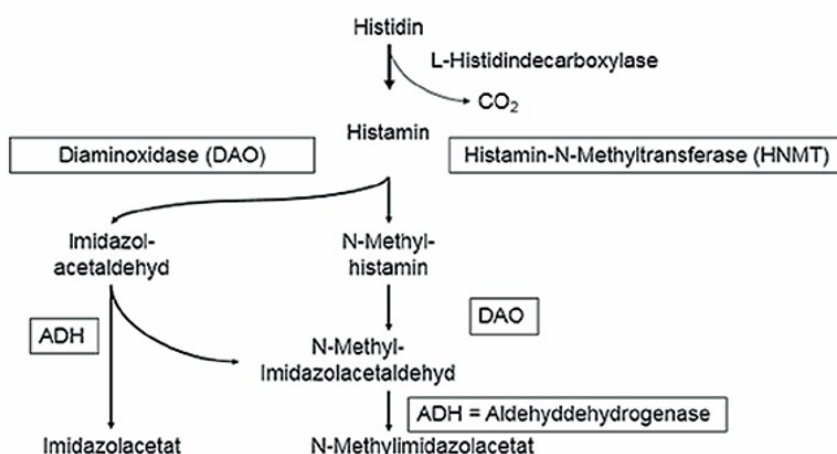 Histidin
L-Histidindecarboxylase
CO₂
Histamin
Diaminoxidase (DAO)
Histamin-N-Methyltransferase (HNMT)
Imidazol-
acetaldehyd
N-Methyl-
histamin
ADH
DAO
N-Methyl-
Imidazolacetaldehyd
ADH = Aldehyddehydrogenase
Imidazolacetat
N-Methylimidazolacetat